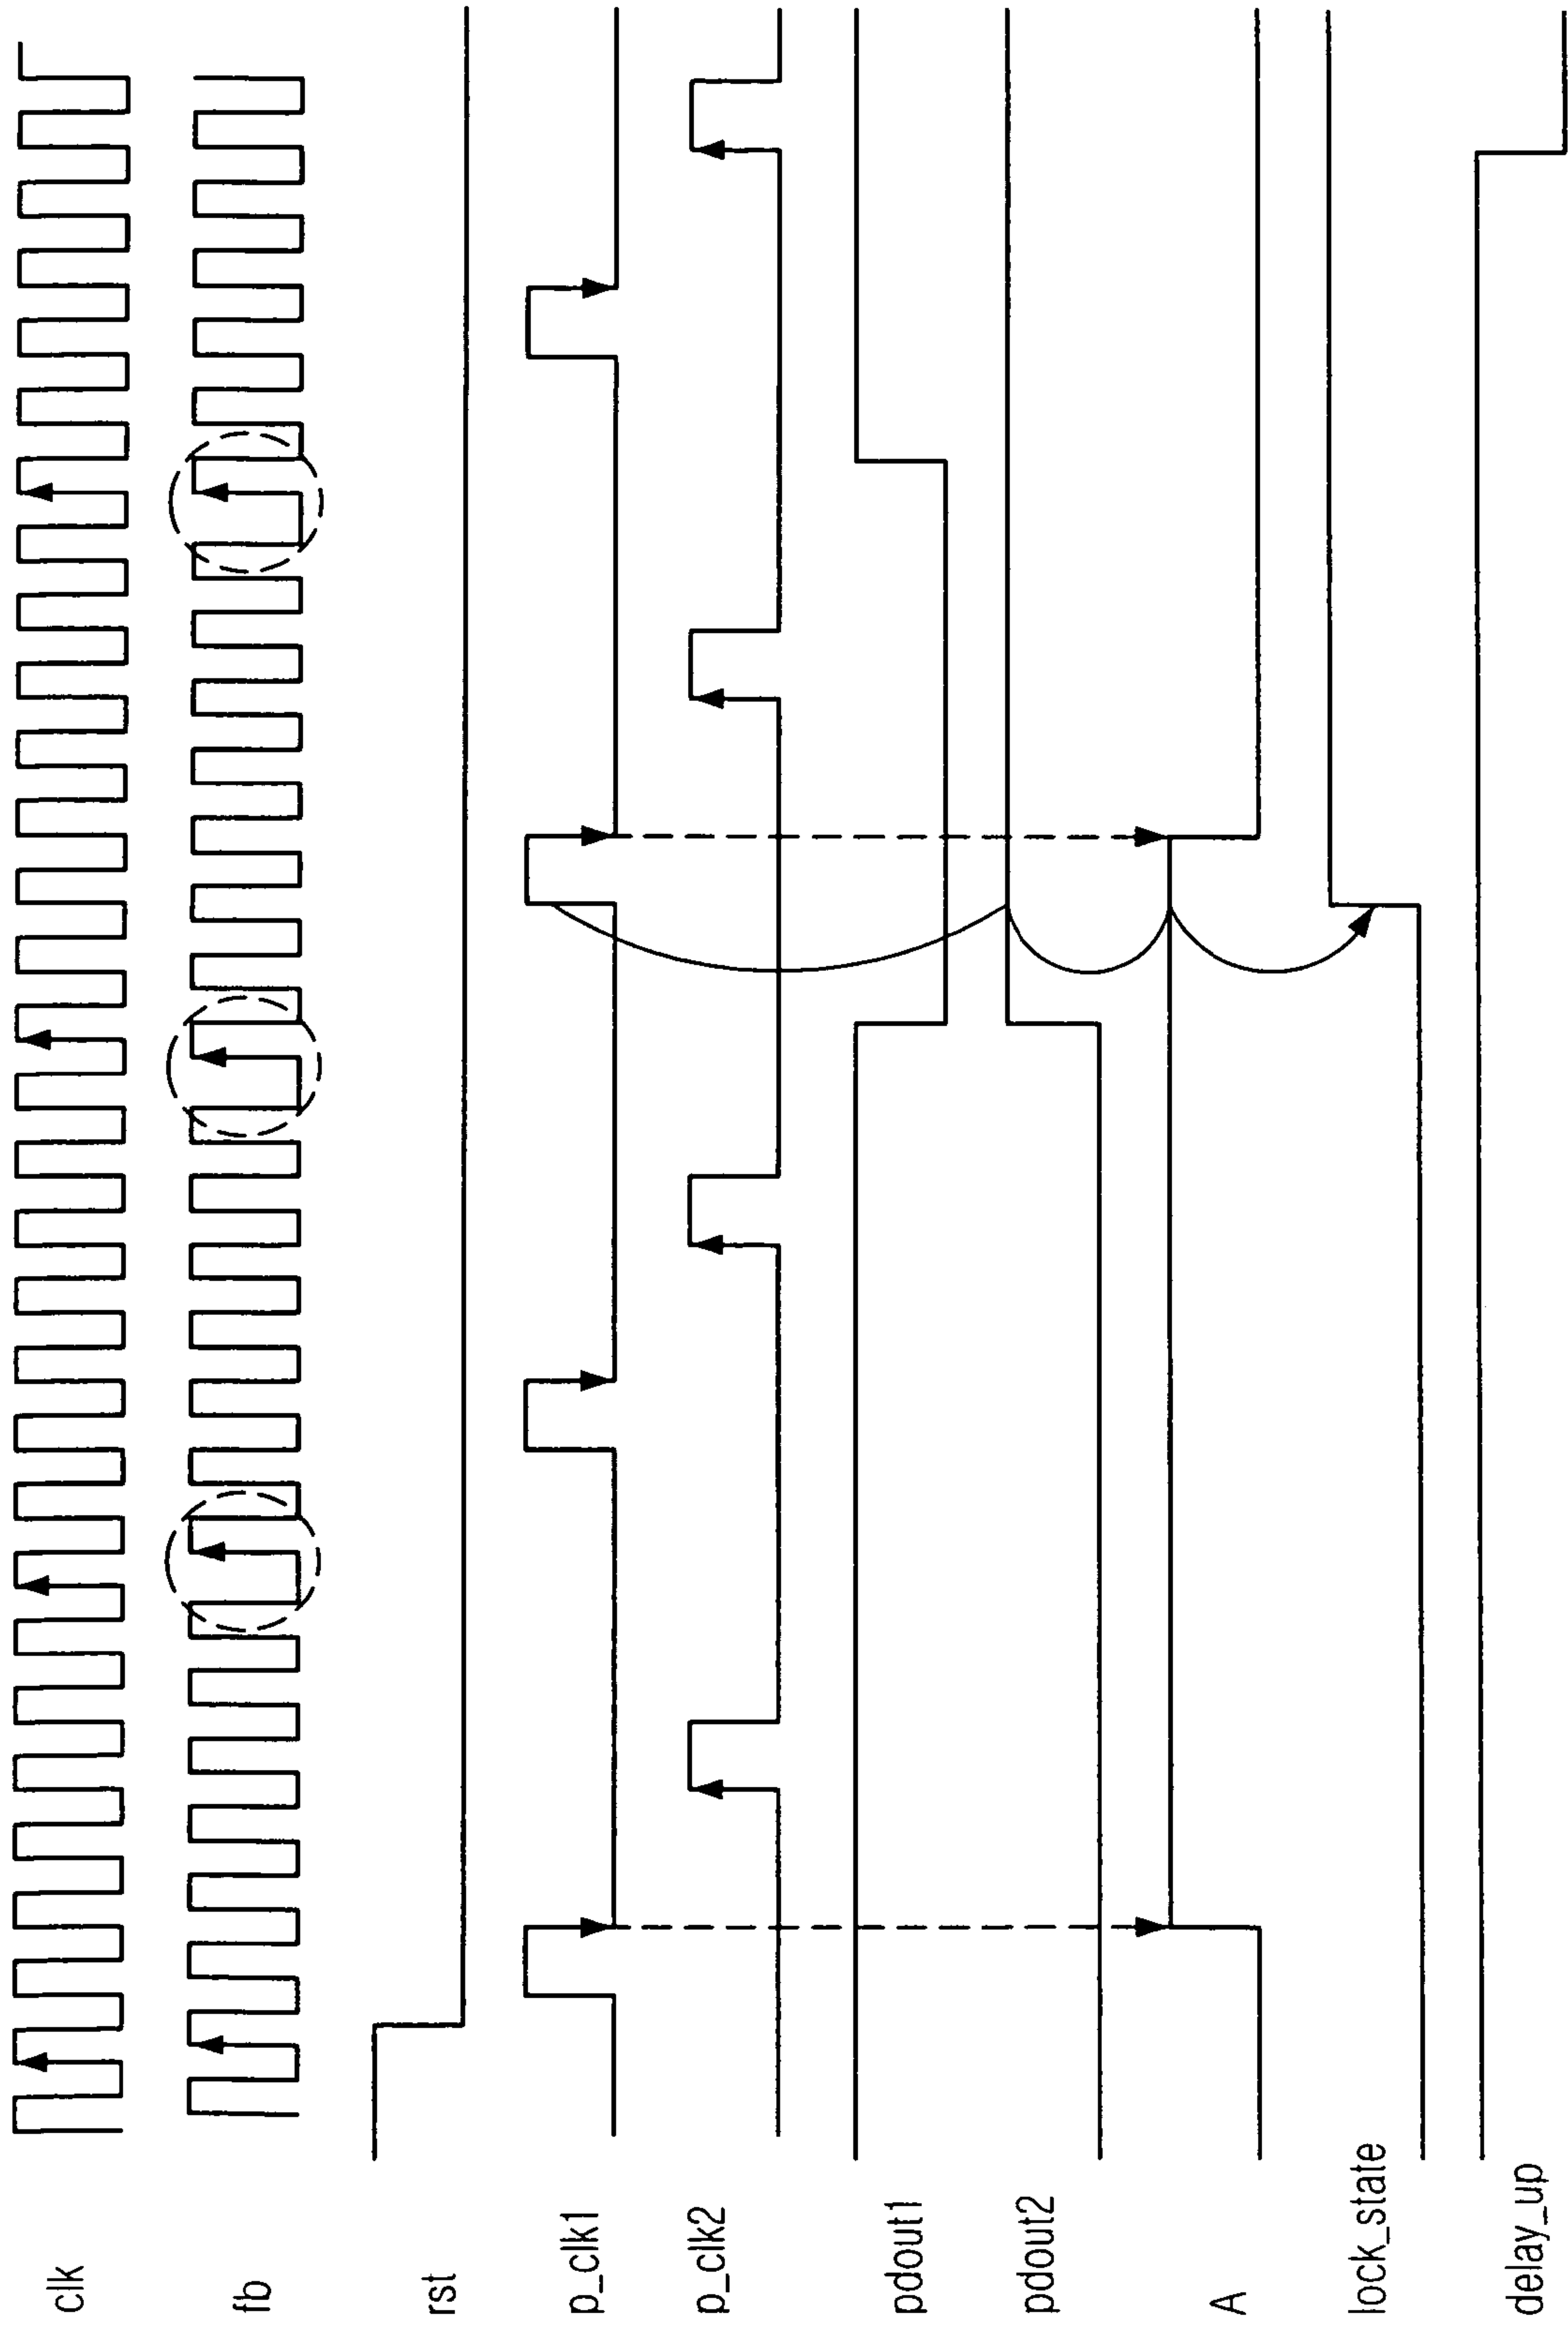 clk
fb
rst
p_clk1
p_clk2
pdout1
pdout2
A
lock_state
delay_up